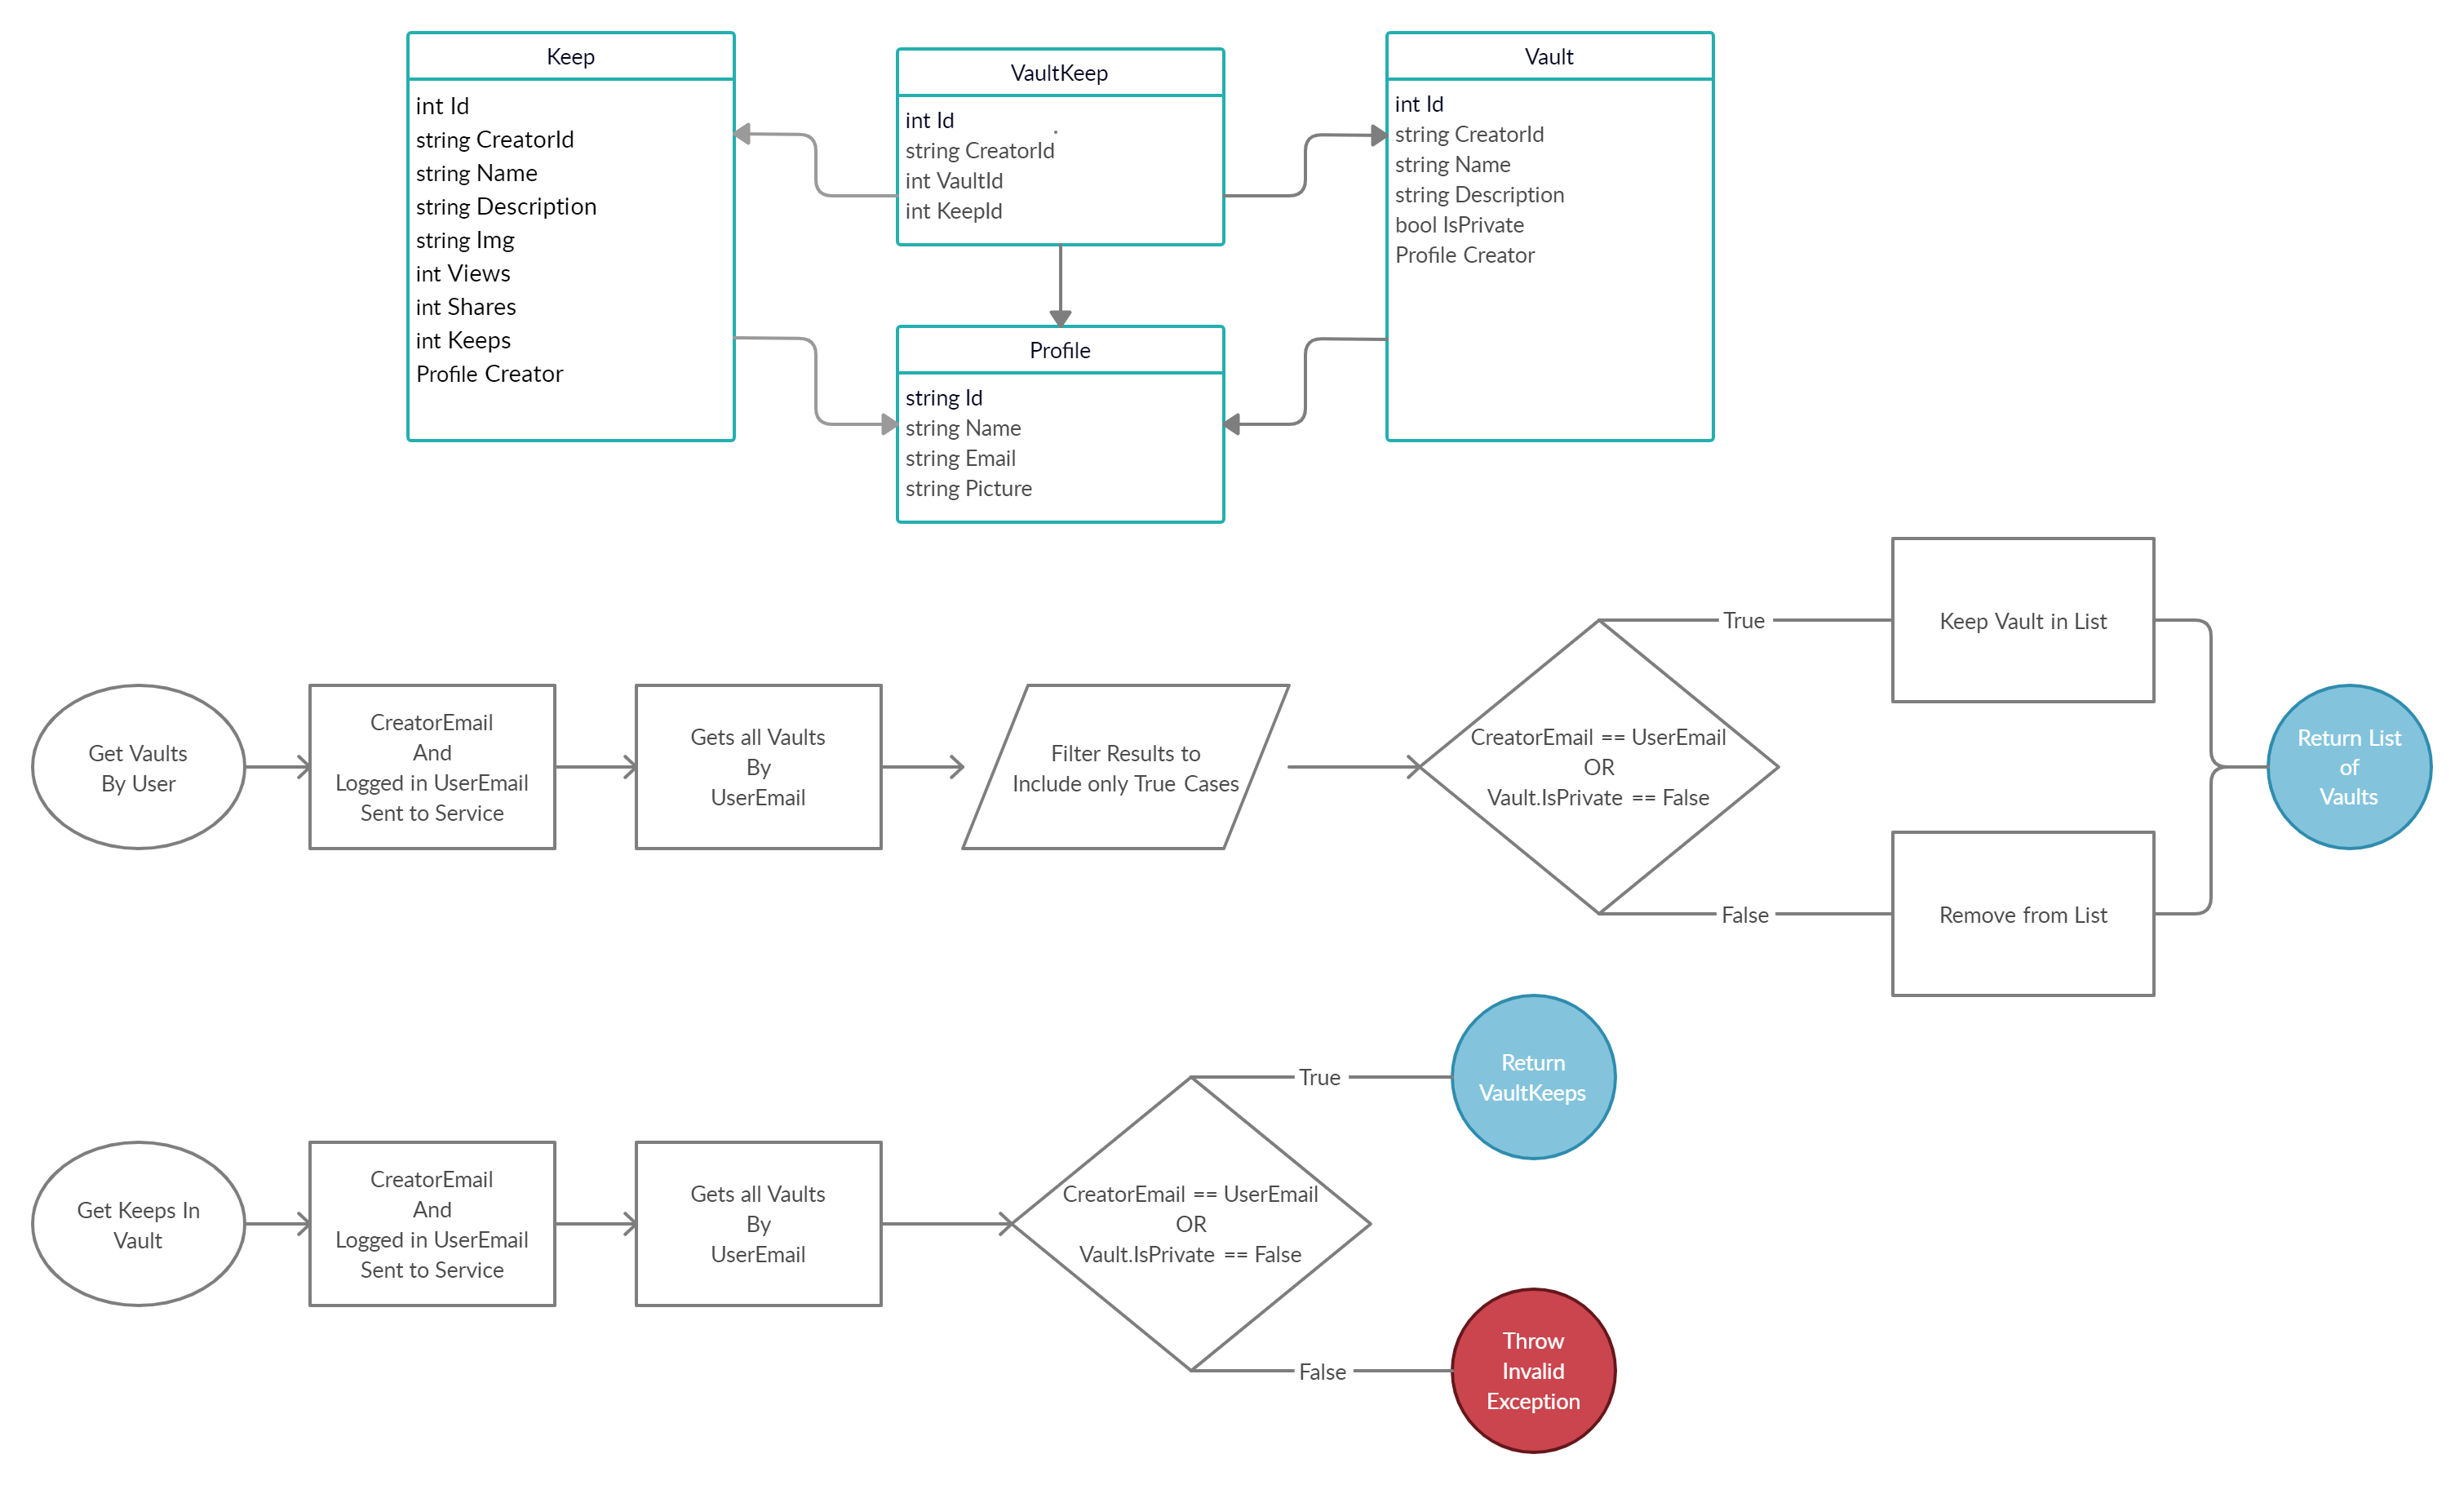 Keep
int Id
string CreatorId
string Name
string Description
string Img
int Views
int Shares
int Keeps
Profile Creator
VaultKeep
int Id
string CreatorId
int VaultId
int KeepId
Vault
int Id
string CreatorId
string Name
string Description
bool IsPrivate
Profile Creator
Profile
string Id
string Name
string Email
string Picture
Get Vaults
By User
CreatorEmail
And
Logged in UserEmail
Sent to Service
Gets all Vaults
By
UserEmail
Filter Results to
Include only True Cases
CreatorEmail == UserEmail
OR
Vault.IsPrivate == False
True
Keep Vault in List
False
Remove from List
Return List
of
Vaults
Get Keeps In
Vault
CreatorEmail
And
Logged in UserEmail
Sent to Service
Gets all Vaults
By
UserEmail
CreatorEmail == UserEmail
OR
Vault.IsPrivate == False
True
Return
VaultKeeps
False
Throw
Invalid
Exception